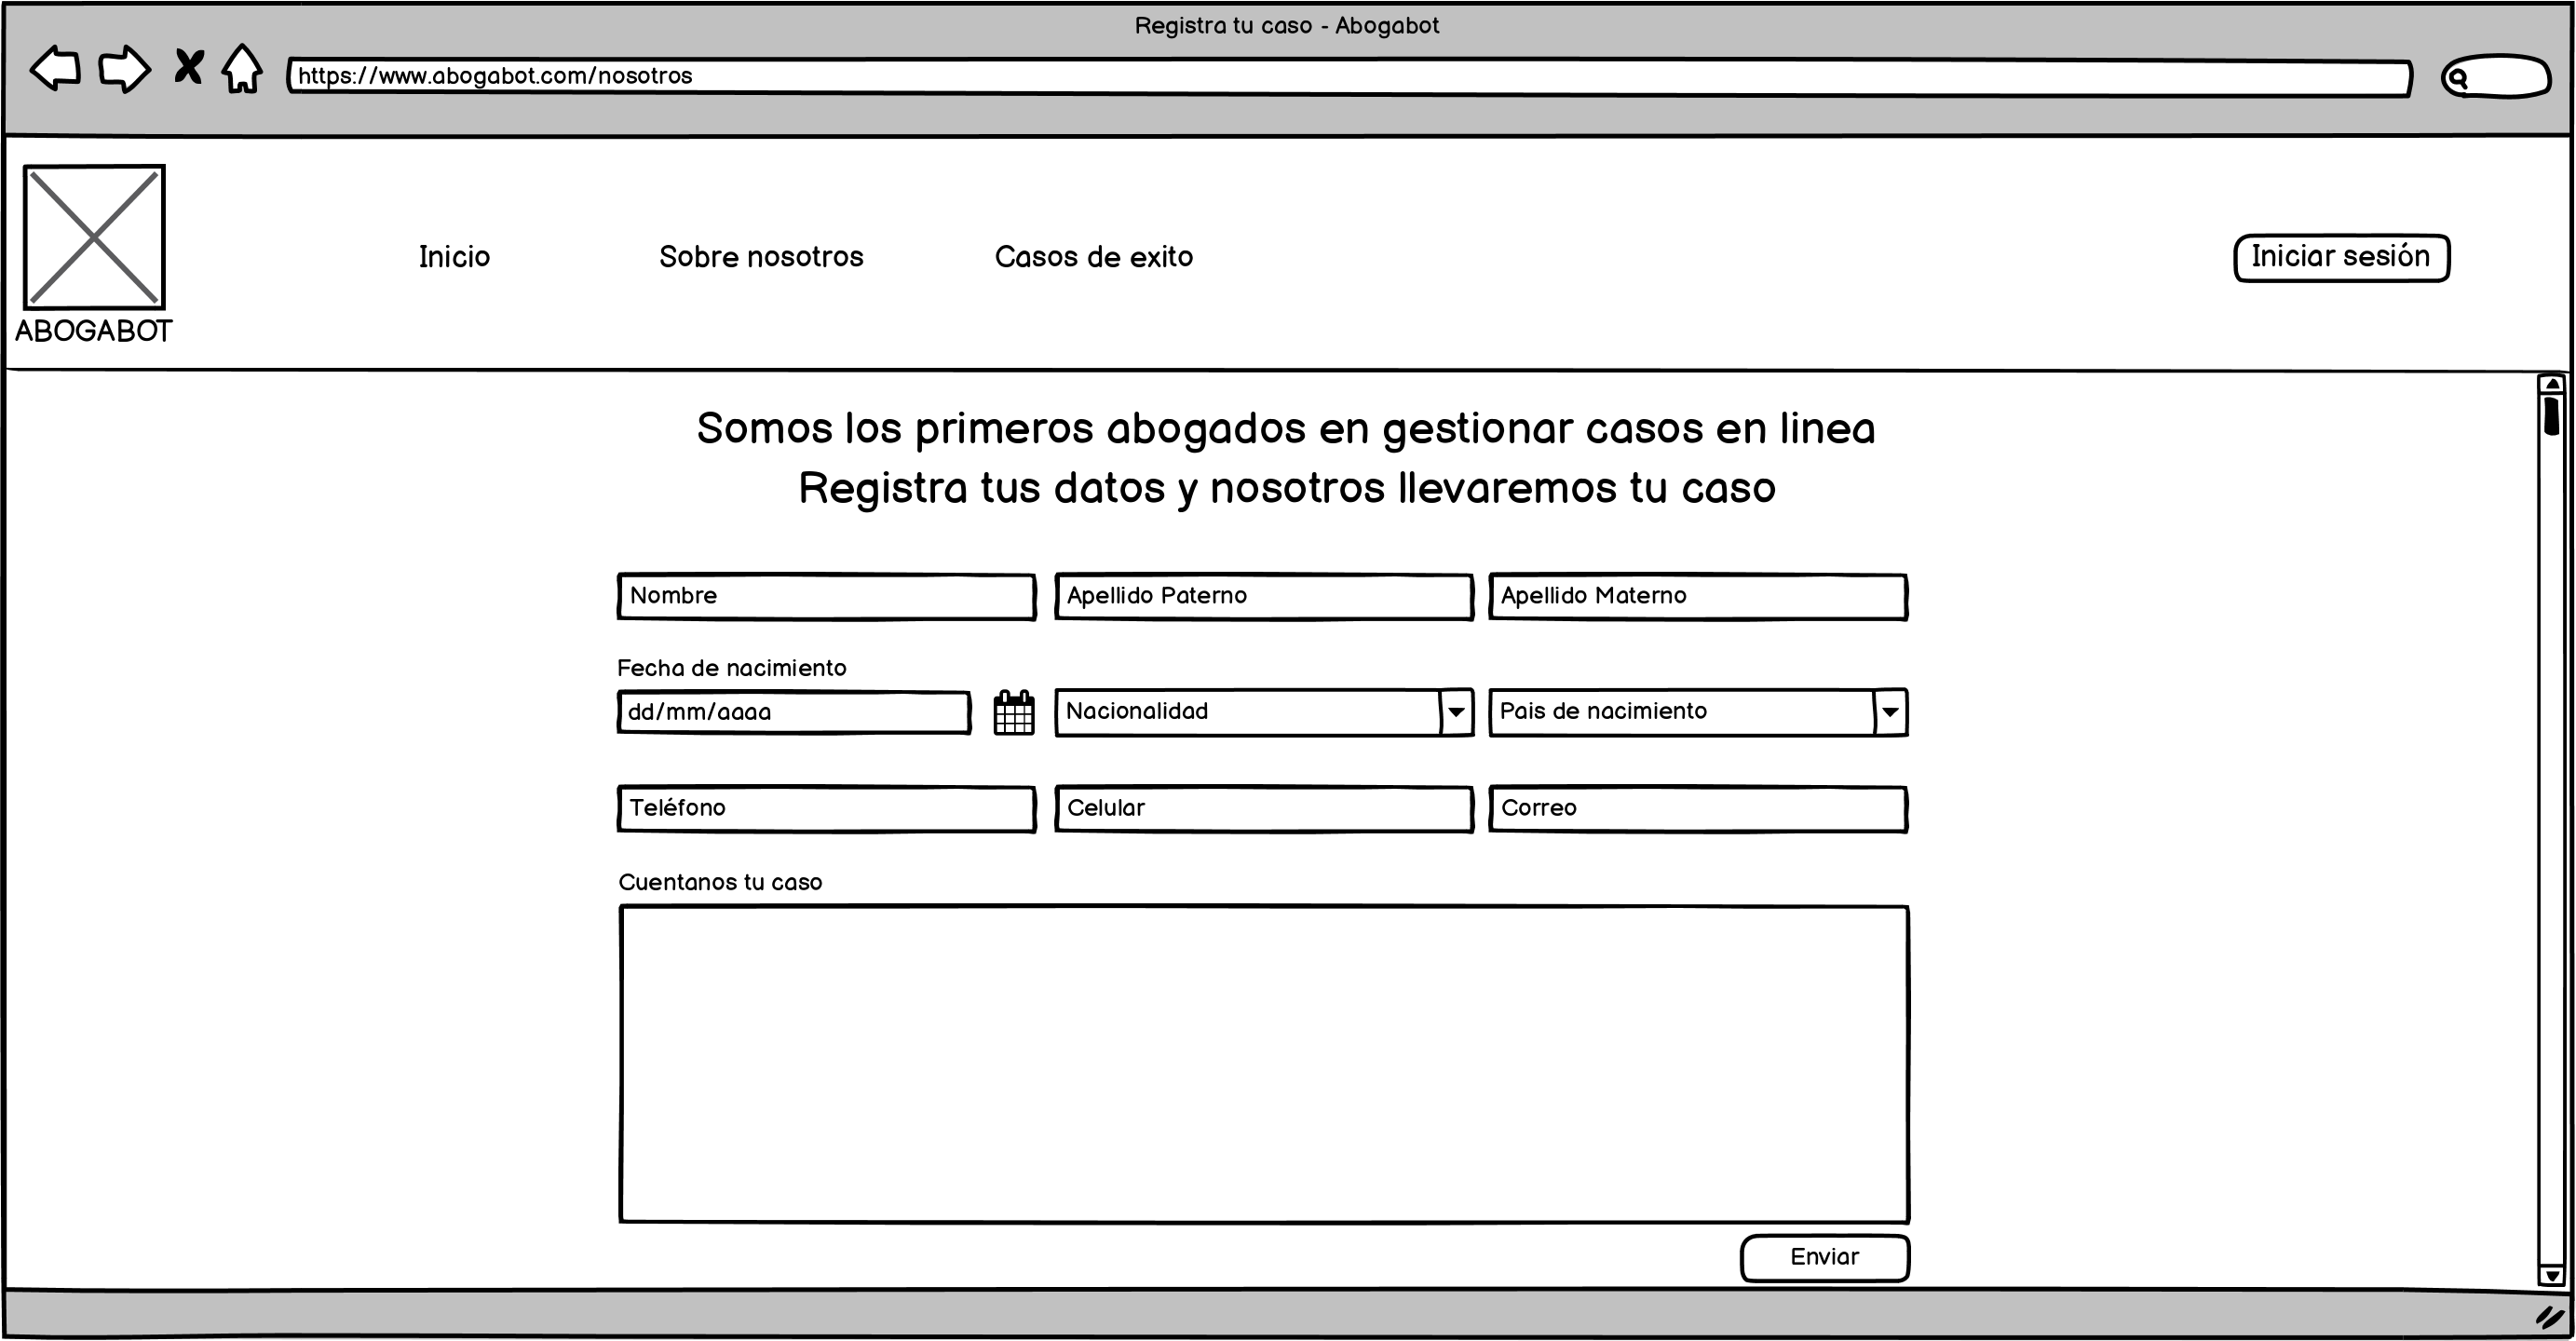 Registra tu caso - Abogabot
https://www.abogabot.com/nosotros
Inicio
Sobre nosotros
Casos de exito
Iniciar sesión
ABOGABOT
Somos los primeros abogados en gestionar casos en linea
Registra tus datos y nosotros llevaremos tu caso
Nombre
Apellido Paterno
Apellido Materno
Fecha de nacimiento
dd/mm/aaaa
Nacionalidad
Pais de nacimiento
Teléfono
Celular
Correo
Cuentanos tu caso
Enviar